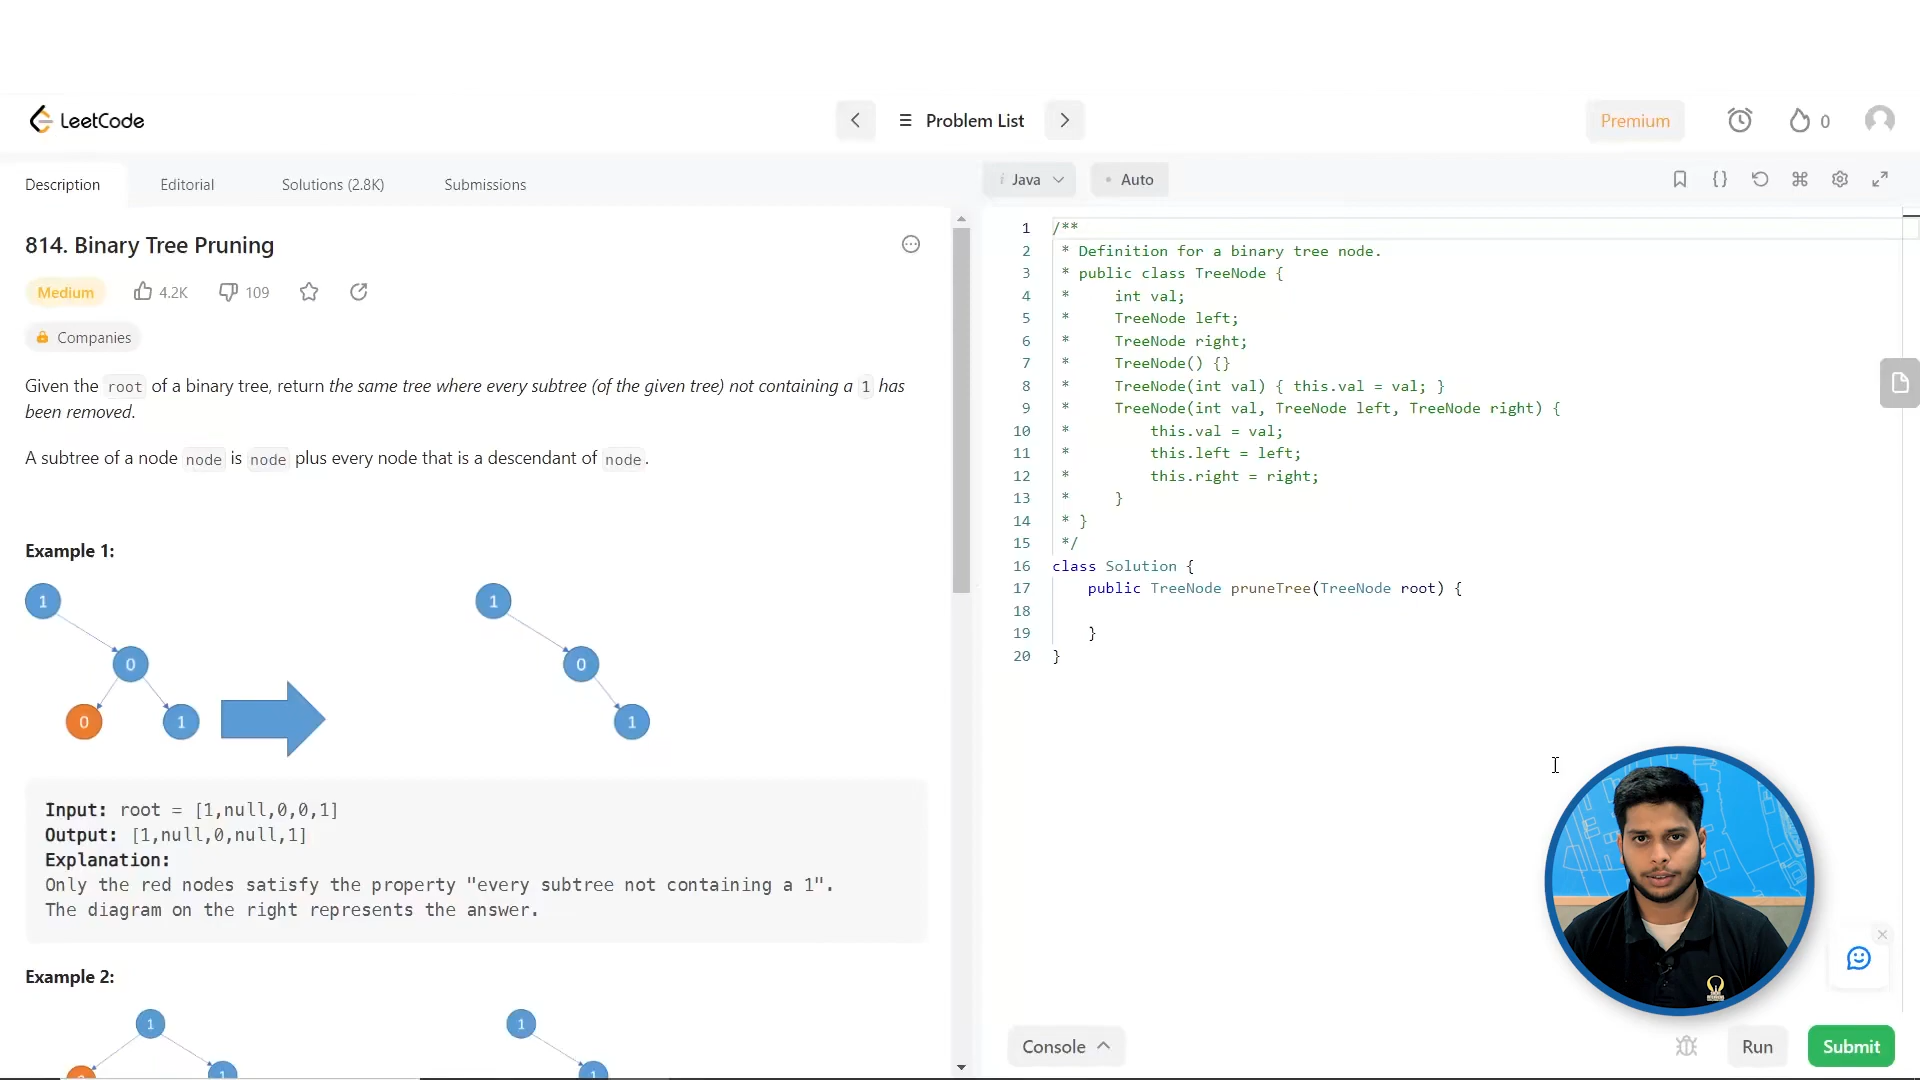 LeetCode
Problem List
Premium
0
Description
Editorial
Solutions (2.8K)
Submissions
Java
Auto
814. Binary Tree Pruning
Medium
4.2K
109
Companies
Given the root of a binary tree, return the same tree where every subtree (of the given tree) not containing a 1 has
been removed.
A subtree of a node node is node plus every node that is a descendant of node.
Example 1:
1
0
0
1
1
0
1
Input: root = [1,null,0,0,1]
Output: [1,null,0,null,1]
Explanation:
Only the red nodes satisfy the property "every subtree not containing a 1".
The diagram on the right represents the answer.
Example 2:
1
1
1
1
1 /**
2 * Definition for a binary tree node.
3 * public class TreeNode {
4 *     int val;
5 *     TreeNode left;
6 *     TreeNode right;
7 *     TreeNode() {}
8 *     TreeNode(int val) { this.val = val; }
9 *     TreeNode(int val, TreeNode left, TreeNode right) {
10 *         this.val = val;
11 *         this.left = left;
12 *         this.right = right;
13 *     }
14 * }
15 */
16 class Solution {
17     public TreeNode pruneTree(TreeNode root) {
18
19     }
20 }
Console
Run
Submit